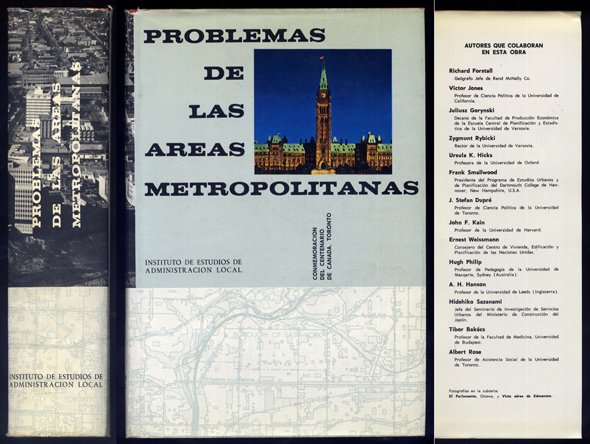 PROBLEMAS
DE LAS AREAS
METROPOLITANAS
INSTITUTO DE ESTUDIOS DE
ADMINISTRACION LOCAL
PROBLEMAS
DE
LAS
AREAS
METROPOLITANAS
INSTITUTO DE ESTUDIOS DE
ADMINISTRACION LOCAL
CONMEMORACION
DEL CENTENARIO
DE CANADA. TORONTO
AUTORES QUE COLABORAN
EN ESTA OBRA
Richard Forstall
Geógrafo Jefe de Rand McNelly Co.
Victor Jones
Profesor de Ciencia Política de la Universidad de
California.
Juliusz Gorynski
Decano de la Facultad de Producción Económica
de la Escuela Central de Planificación y Estadís-
tica de la Universidad de Varsovia.
Zygmunt Rybicki
Rector de la Universidad de Varsovia.
Ursula K. Hicks
Profesora de la Universidad de Oxford.
Frank Smallwood
Presidente del Programa de Estudios Urbanos y
de Planificación del Dartmouth College de Han-
nover, New Hampshire, U.S.A.
J. Stefan Dupré
Profesor de Ciencia Política de la Universidad
de Toronto.
John F. Kain
Profesor de la Universidad de Harvard.
Ernest Weissmann
Consejero del Centro de Vivienda, Edificación y
Planificación de las Naciones Unidas.
Hugh Philip
Profesor de Pedagogía de la Universidad de
Macqarie, Sydney (Australia).
A. H. Hanson
Profesor de la Universidad de Leeds (Inglaterra).
Hidehiko Sazanami
Jefe del Seminario de Investigación de Servicios
Urbanos del Ministerio de Construcción del
Japón.
Tibor Bakács
Profesor de la Facultad de Medicina, Universidad
de Budapest.
Albert Rose
Profesor de Asistencia Social de la Universidad
de Toronto.
Fotografías en la cubierta:
El Parlamento, Ottawa, y Vista aérea de Edmonton.